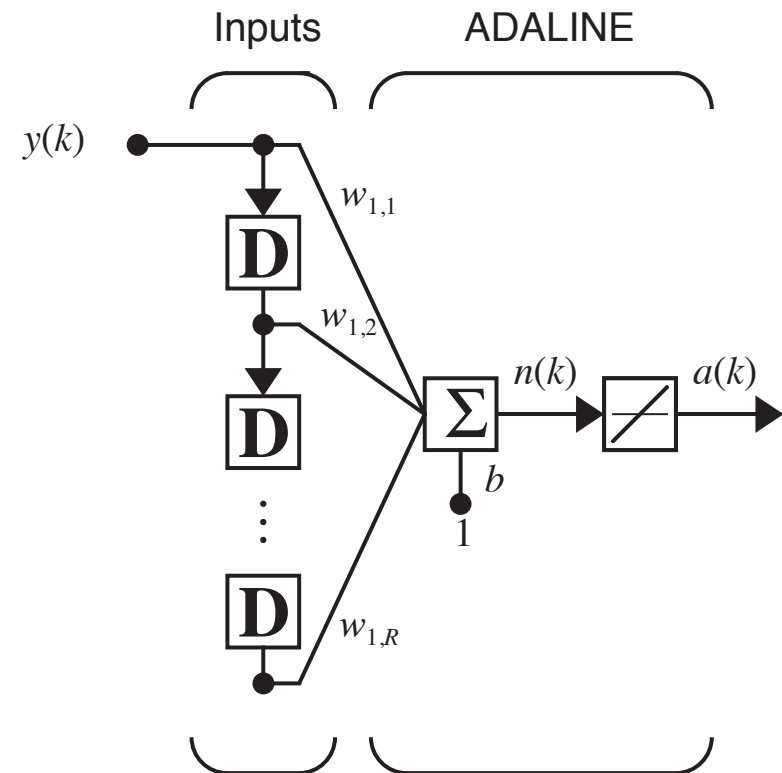 Inputs ADALINE
y(k)
w1,1
D
w1,2
n(k) a(k)
Σ
D
b
1
⋮
D
w1,R